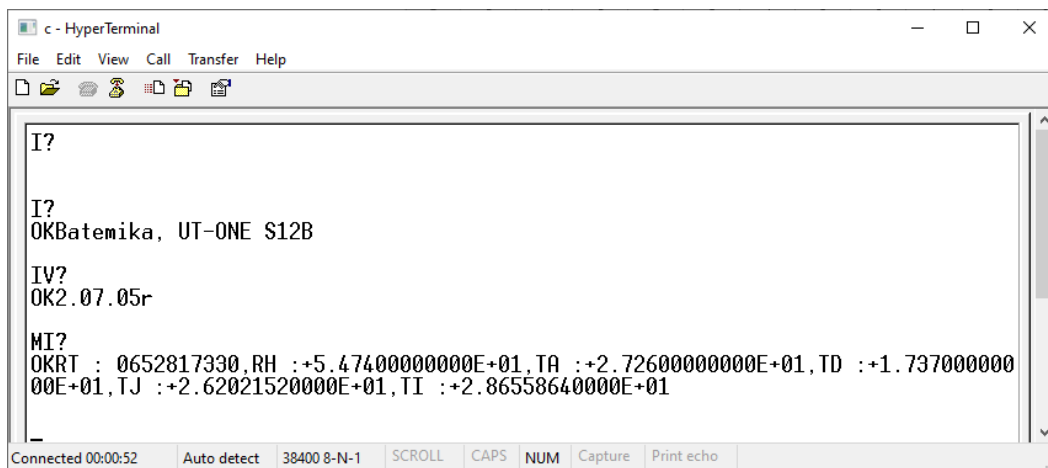 c - HyperTerminal
File Edit View Call Transfer Help
I?
I?
OKBatemika, UT-ONE S12B
IV?
OK2.07.05r
MI?
OKRT : 0652817330,RH :+5.47400000000E+01,TA :+2.72600000000E+01,TD :+1.737000000
00E+01,TJ :+2.62021520000E+01,TI :+2.86558640000E+01
Connected 00:00:52 Auto detect 38400 8-N-1 SCROLL CAPS NUM Capture Print echo